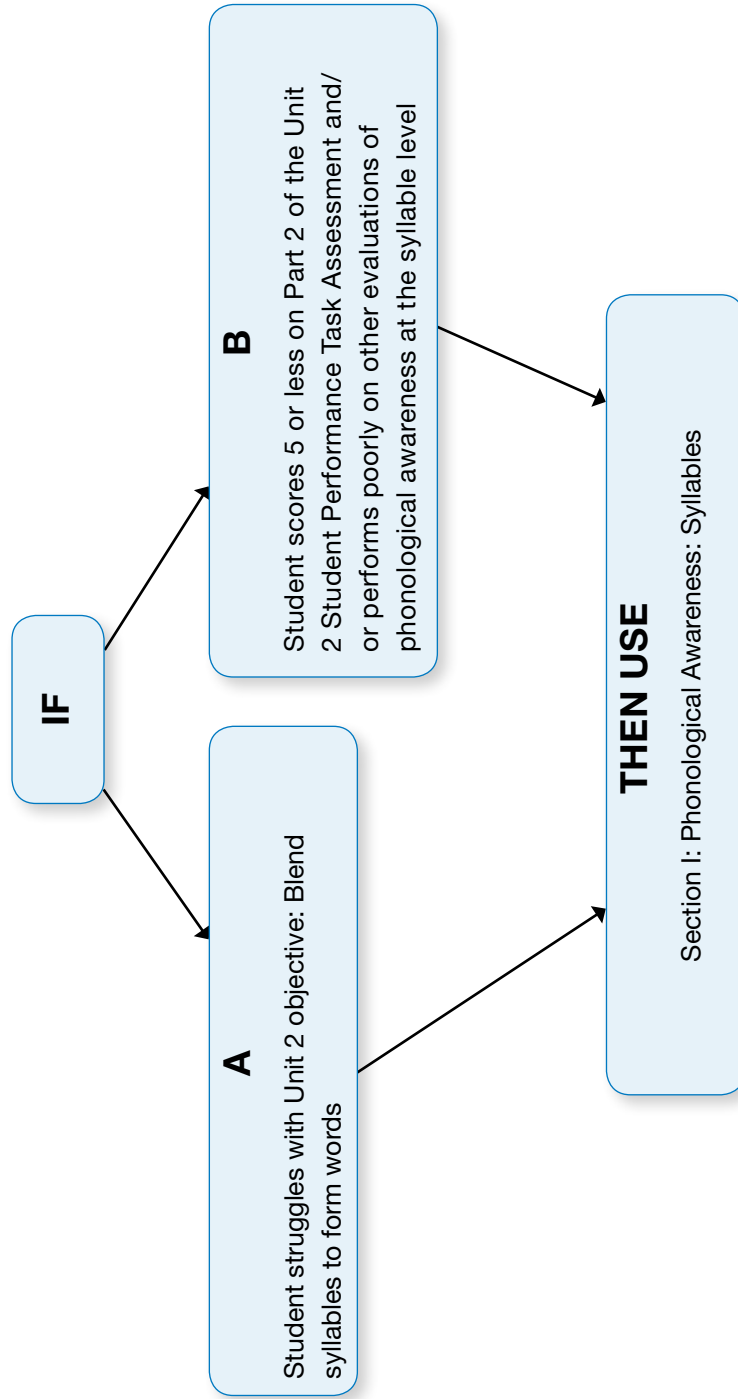 IF
A
Student struggles with Unit 2 objective: Blend
syllables to form words
B
Student scores 5 or less on Part 2 of the Unit
2 Student Performance Task Assessment and/
or performs poorly on other evaluations of
phonological awareness at the syllable level
THEN USE
Section I: Phonological Awareness: Syllables